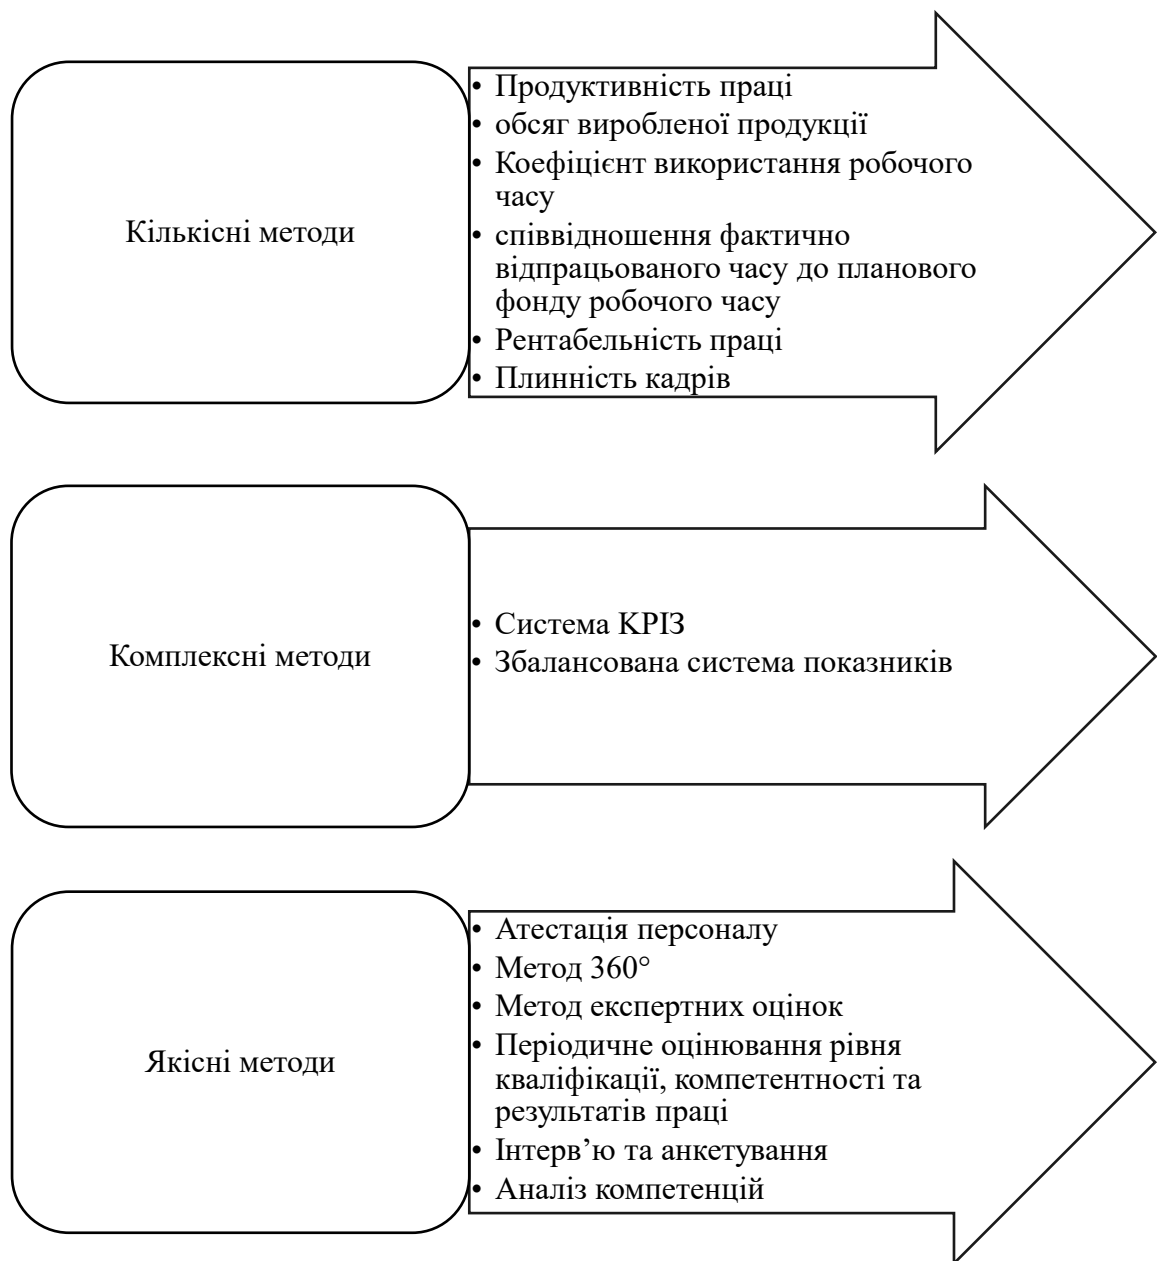 Кількісні методи
• Продуктивність праці
• обсяг виробленої продукції
• Коефіцієнт використання робочого
часу
• співвідношення фактично
відпрацьованого часу до планового
фонду робочого часу
• Рентабельність праці
• Плинність кадрів
Комплексні методи
• Система КРІЗ
• Збалансована система показників
Якісні методи
• Атестація персоналу
• Метод 360°
• Метод експертних оцінок
• Періодичне оцінювання рівня
кваліфікації, компетентності та
результатів праці
• Інтерв’ю та анкетування
• Аналіз компетенцій